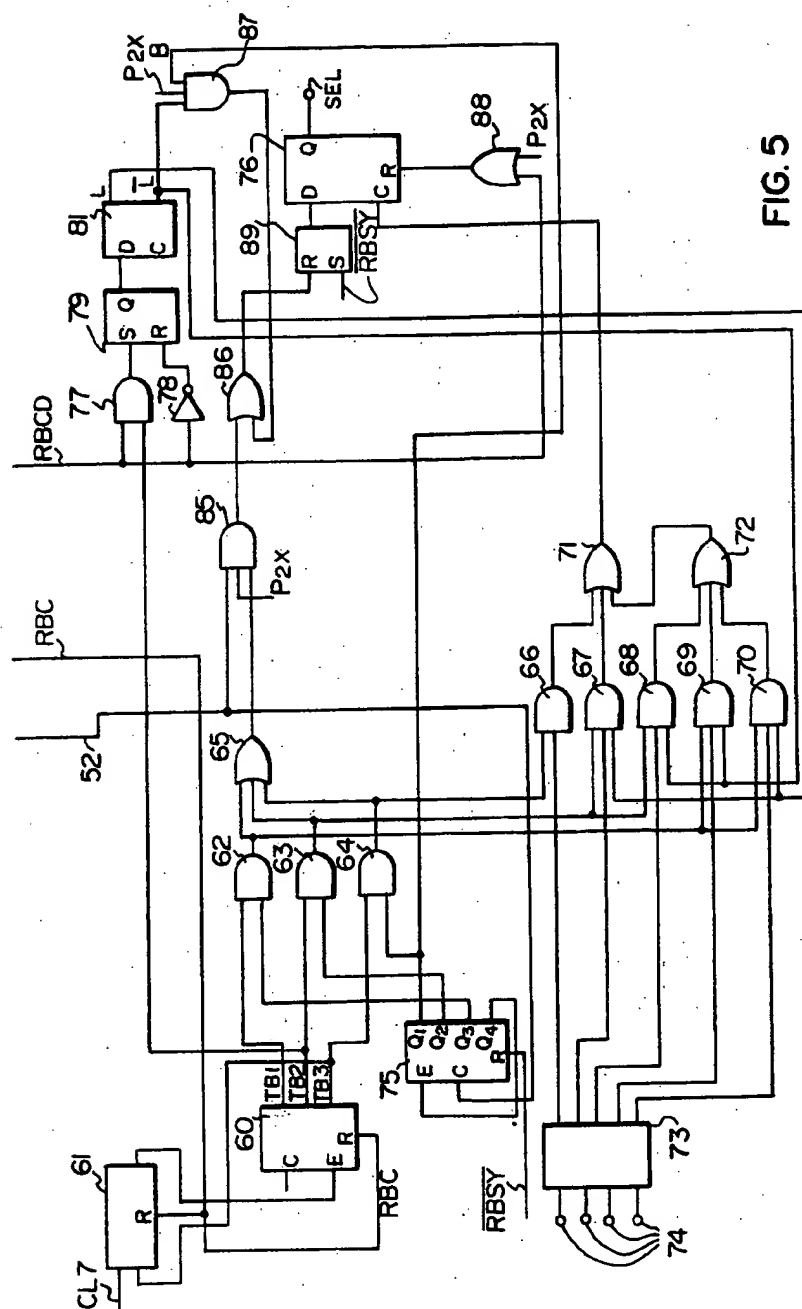 CL7
61
R
60
C
E
R
TB1
TB2
TB3
RBC
52
RBC
RBCD
62
63
64
65
75
E
C
Q1
Q2
Q3
Q4
R
RBSY
73
74
66
67
68
69
70
71
72
85
P2X
86
77
78
79
S
Q
R
81
D
C
L
L
P2X
B
87
89
R
S
RBSY
76
D
Q
C
R
SEL
88
P2X
FIG. 5